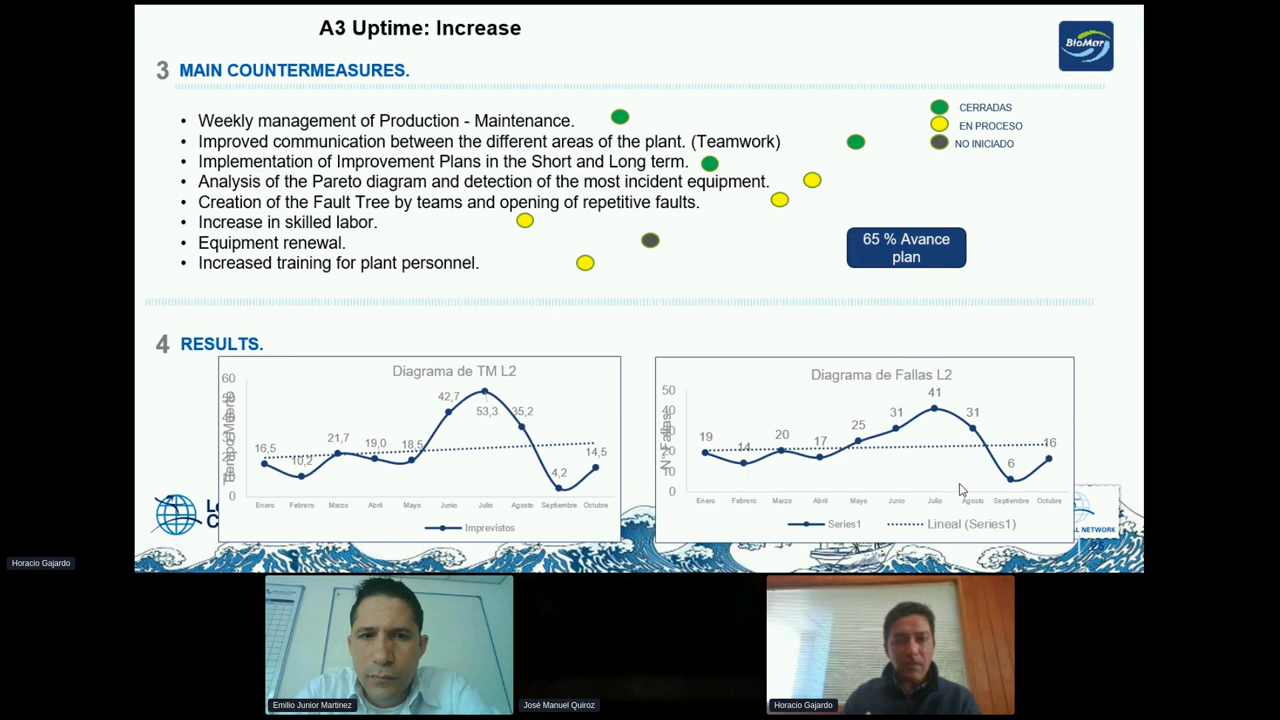 A3 Uptime: Increase
BioMar
3 MAIN COUNTERMEASURES.
• Weekly management of Production - Maintenance.
• Improved communication between the different areas of the plant. (Teamwork)
• Implementation of Improvement Plans in the Short and Long term.
• Analysis of the Pareto diagram and detection of the most incident equipment.
• Creation of the Fault Tree by teams and opening of repetitive faults.
• Increase in skilled labor.
• Equipment renewal.
• Increased training for plant personnel.
CERRADAS
EN PROCESO
NO INICIADO
65 % Avance
plan
4 RESULTS.
Diagrama de TM L2
60
30
20
0
16,5
10,2
21,7
19,0
18,5
42,7
53,3
35,2
4,2
14,5
Enero Febrero Marzo Abril Mayo Junio Julio Agosto Septiembre Octubre
Imprevistos
Diagrama de Fallas L2
50
40
30
20
10
0
19
14
20
17
25
31
41
31
6
16
Enero Febrero Marzo Abril Mayo Junio Julio Agosto Septiembre Octubre
Series1 Lineal (Series1)
NETWORK
Horacio Gajardo
Emilio Junior Martinez
José Manuel Quiroz
Horacio Gajardo